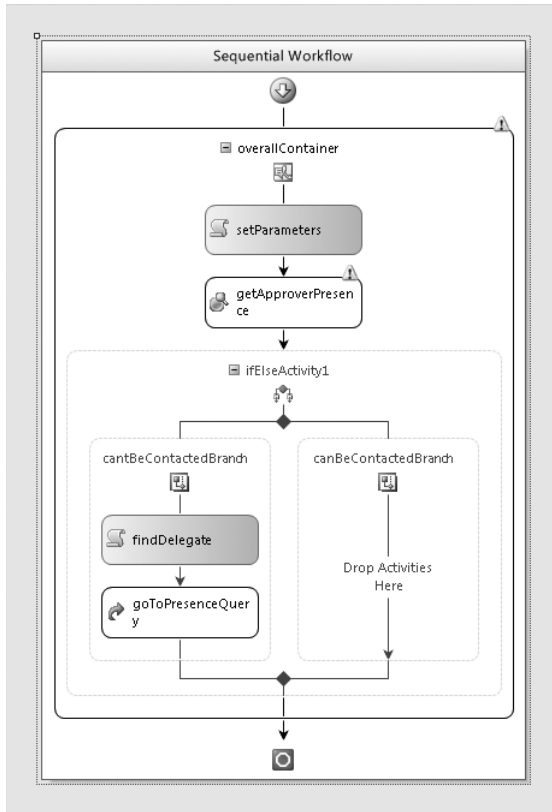 Sequential Workflow
overallContainer
setParameters
getApproverPresen
ce
ifElseActivity1
cantBeContactedBranch
canBeContactedBranch
findDelegate
Drop Activities
Here
goToPresenceQuer
y